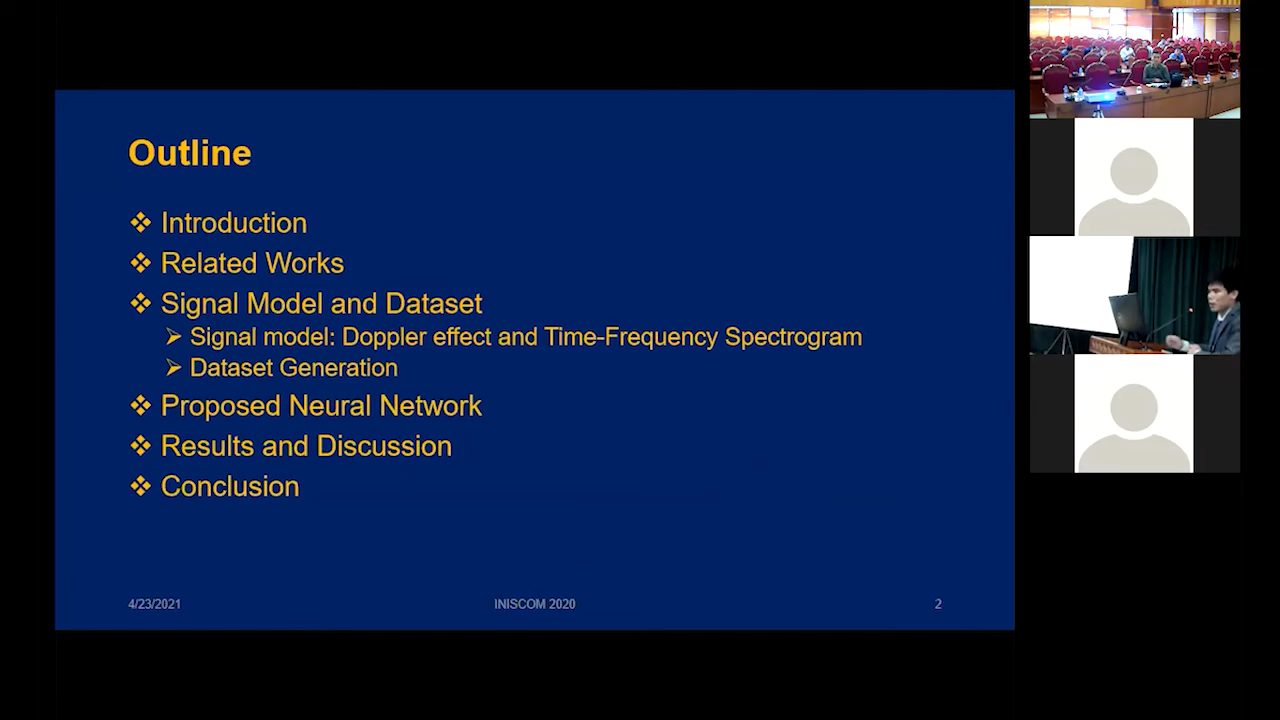 Outline
❖ Introduction
❖ Related Works
❖ Signal Model and Dataset
➢ Signal model: Doppler effect and Time-Frequency Spectrogram
➢ Dataset Generation
❖ Proposed Neural Network
❖ Results and Discussion
❖ Conclusion
4/23/2021 INISCOM 2020 2